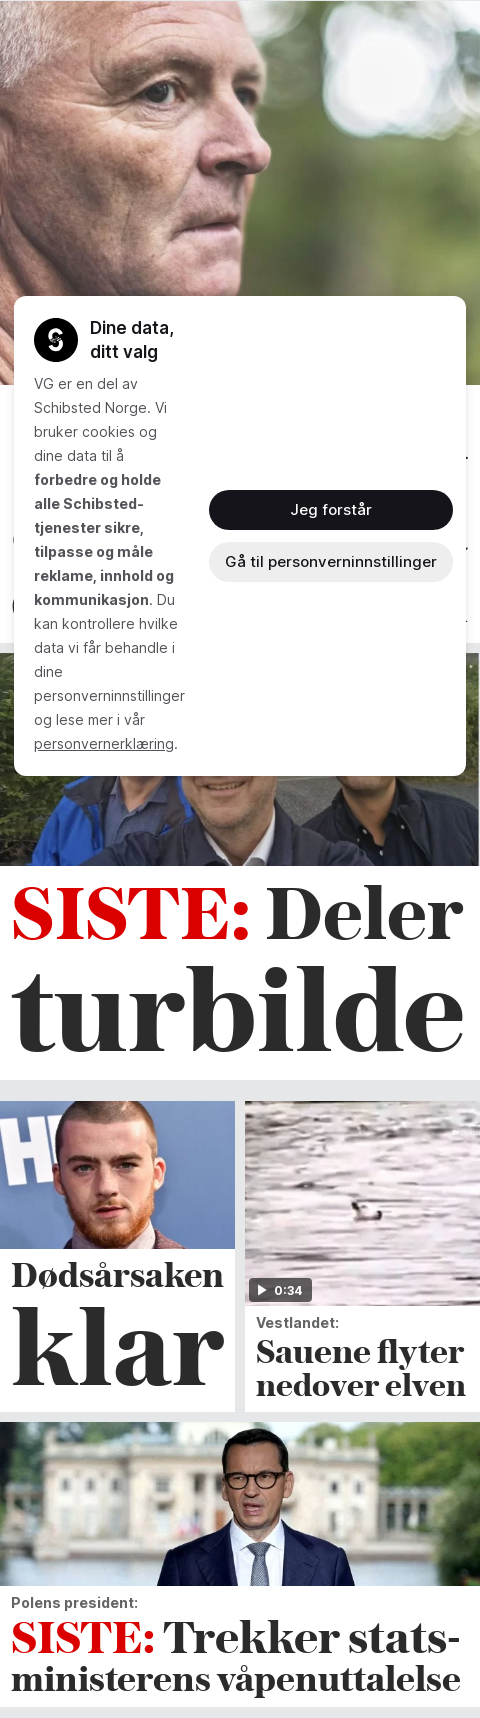 Dine data,
ditt valg
VG er en del av
Schibsted Norge. Vi
bruker cookies og
dine data til å
forbedre og holde
alle Schibsted-
tjenester sikre,
tilpasse og måle
reklame, innhold og
kommunikasjon. Du
kan kontrollere hvilke
data vi får behandle i
dine
personverninnstillinger
og lese mer i vår
personvernerklæring.
Jeg forstår
Gå til personverninnstillinger
SISTE: Deler
turbilde
Dødsårsaken
klar
0:34
Vestlandet:
Sauene flyter
nedover elven
Polens president:
SISTE: Trekker stats-
ministerens våpenuttalelse